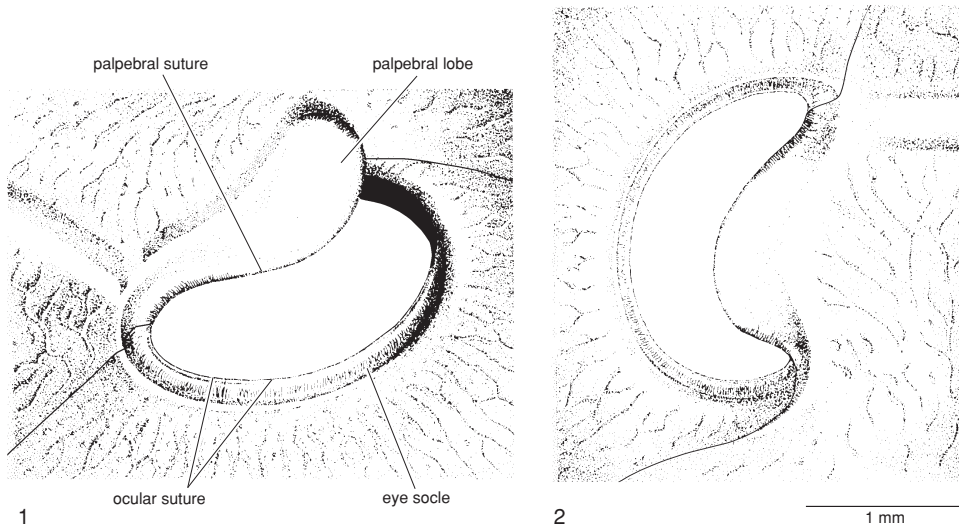 palpebral suture
palpebral lobe
ocular suture
eye socle
1
2
1 mm